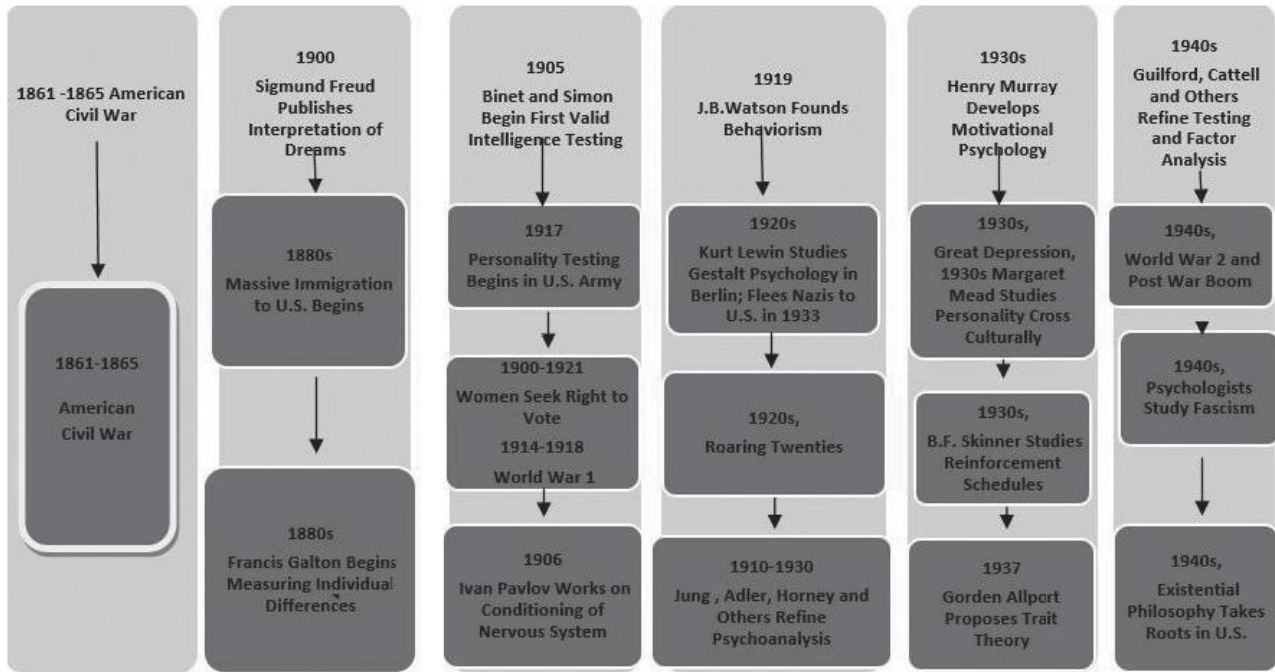 1861 -1865 American
Civil War
1861-1865
American
Civil War
1900
Sigmund Freud
Publishes
Interpretation of
Dreams
1880s
Massive Immigration
to U.S. Begins
1880s
Francis Galton Begins
Measuring Individual
Differences
1905
Binet and Simon
Begin First Valid
Intelligence Testing
1917
Personality Testing
Begins in U.S. Army
1900-1921
Women Seek Right to
Vote
1914-1918
World War 1
1906
Ivan Pavlov Works on
Conditioning of
Nervous System
1919
J.B.Watson Founds
Behaviorism
1920s
Kurt Lewin Studies
Gestalt Psychology in
Berlin; Flees Nazis to
U.S. in 1933
1920s,
Roaring Twenties
1910-1930
Jung , Adler, Horney and
Others Refine
Psychoanalysis
1930s
Henry Murray
Develops
Motivational
Psychology
1930s,
Great Depression,
1930s Margaret
Mead Studies
Personality Cross
Culturally
1930s,
B.F. Skinner Studies
Reinforcement
Schedules
1937
Gorden Allport
Proposes Trait
Theory
1940s
Guilford, Cattell
and Others
Refine Testing
and Factor
Analysis
1940s,
World War 2 and
Post War Boom
1940s,
Psychologists
Study Fascism
1940s,
Existential
Philosophy Takes
Roots in U.S.